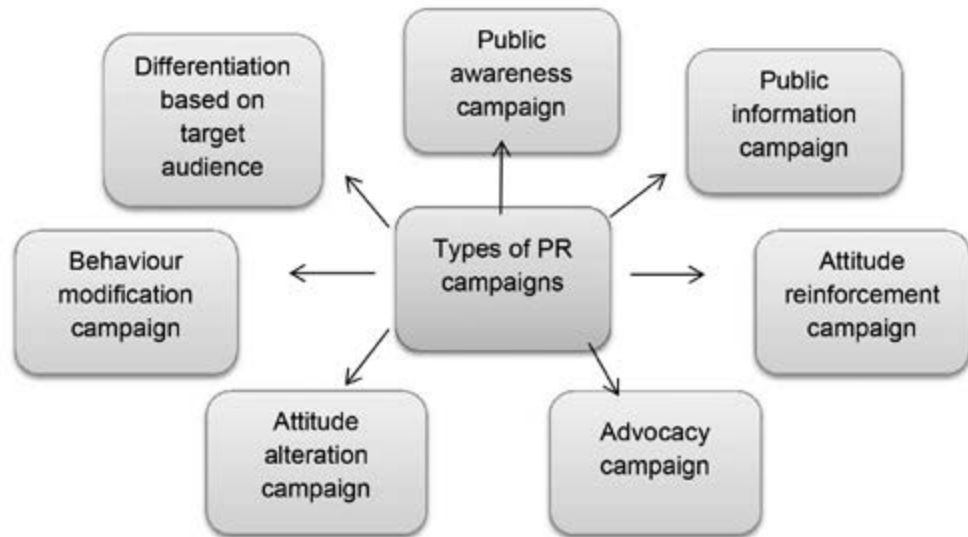 Public
awareness
campaign
Public
information
campaign
Attitude
reinforcement
campaign
Advocacy
campaign
Attitude
alteration
campaign
Behaviour
modification
campaign
Differentiation
based on
target
audience
Types of PR
campaigns